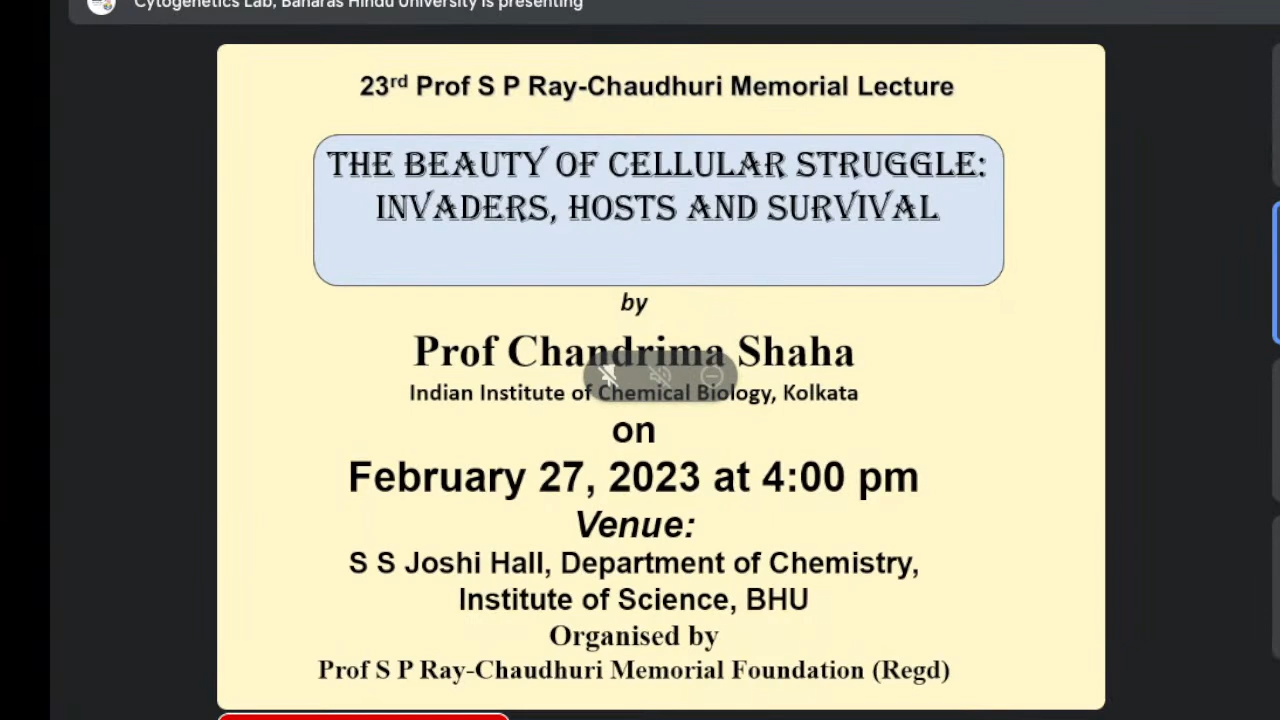 Cytogenetics Lab, Banaras Hindu University is presenting
23rd Prof S P Ray-Chaudhuri Memorial Lecture
THE BEAUTY OF CELLULAR STRUGGLE:
INVADERS, HOSTS AND SURVIVAL
by
Prof Chandrima Shaha
Indian Institute of Chemical Biology, Kolkata
on
February 27, 2023 at 4:00 pm
Venue:
S S Joshi Hall, Department of Chemistry,
Institute of Science, BHU
Organised by
Prof S P Ray-Chaudhuri Memorial Foundation (Regd)